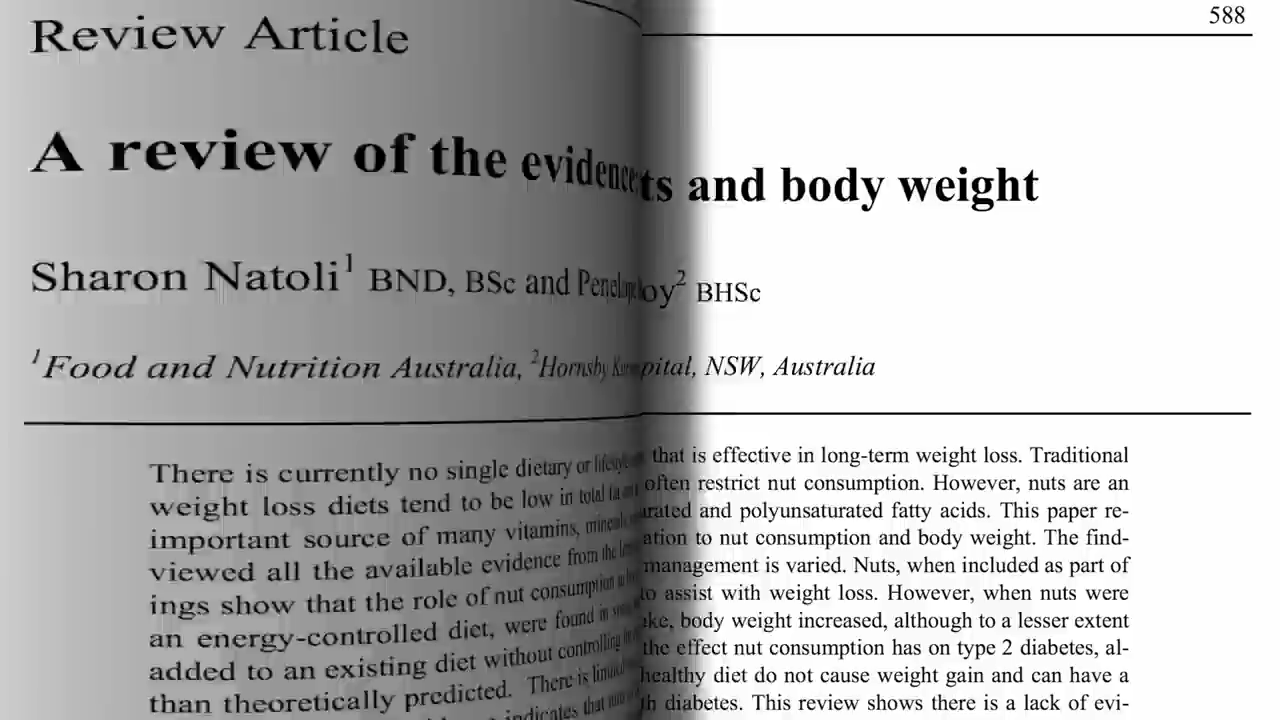 588
Review Article
A review of the evidence ts and body weight
Sharon Natoli¹ BND, BSc and Penelope oy² BHSc
¹Food and Nutrition Australia, ²Hornsby pital, NSW, Australia
There is currently no single dietary or that is effective in long-term weight loss. Traditional
weight loss diets tend to be low in total often restrict nut consumption. However, nuts are an
important source of many vitamins, minerals and polyunsaturated fatty acids. This paper re-
viewed all the available evidence from the to nut consumption and body weight. The find-
ings show that the role of nut consumption management is varied. Nuts, when included as part of
an energy-controlled diet, were found in to assist with weight loss. However, when nuts were
added to an existing diet without controlling body weight increased, although to a lesser extent
than theoretically predicted. There is the effect nut consumption has on type 2 diabetes, al-
indicates that healthy diet do not cause weight gain and can have a
diabetes. This review shows there is a lack of evi-